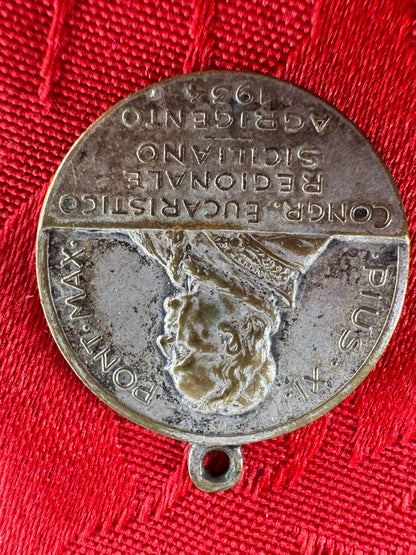 PIUS · XI · PONT · MAX ·
CONGR. EUCARISTICO
REGIONALE
SICILIANO
AGRIGENTO
1934